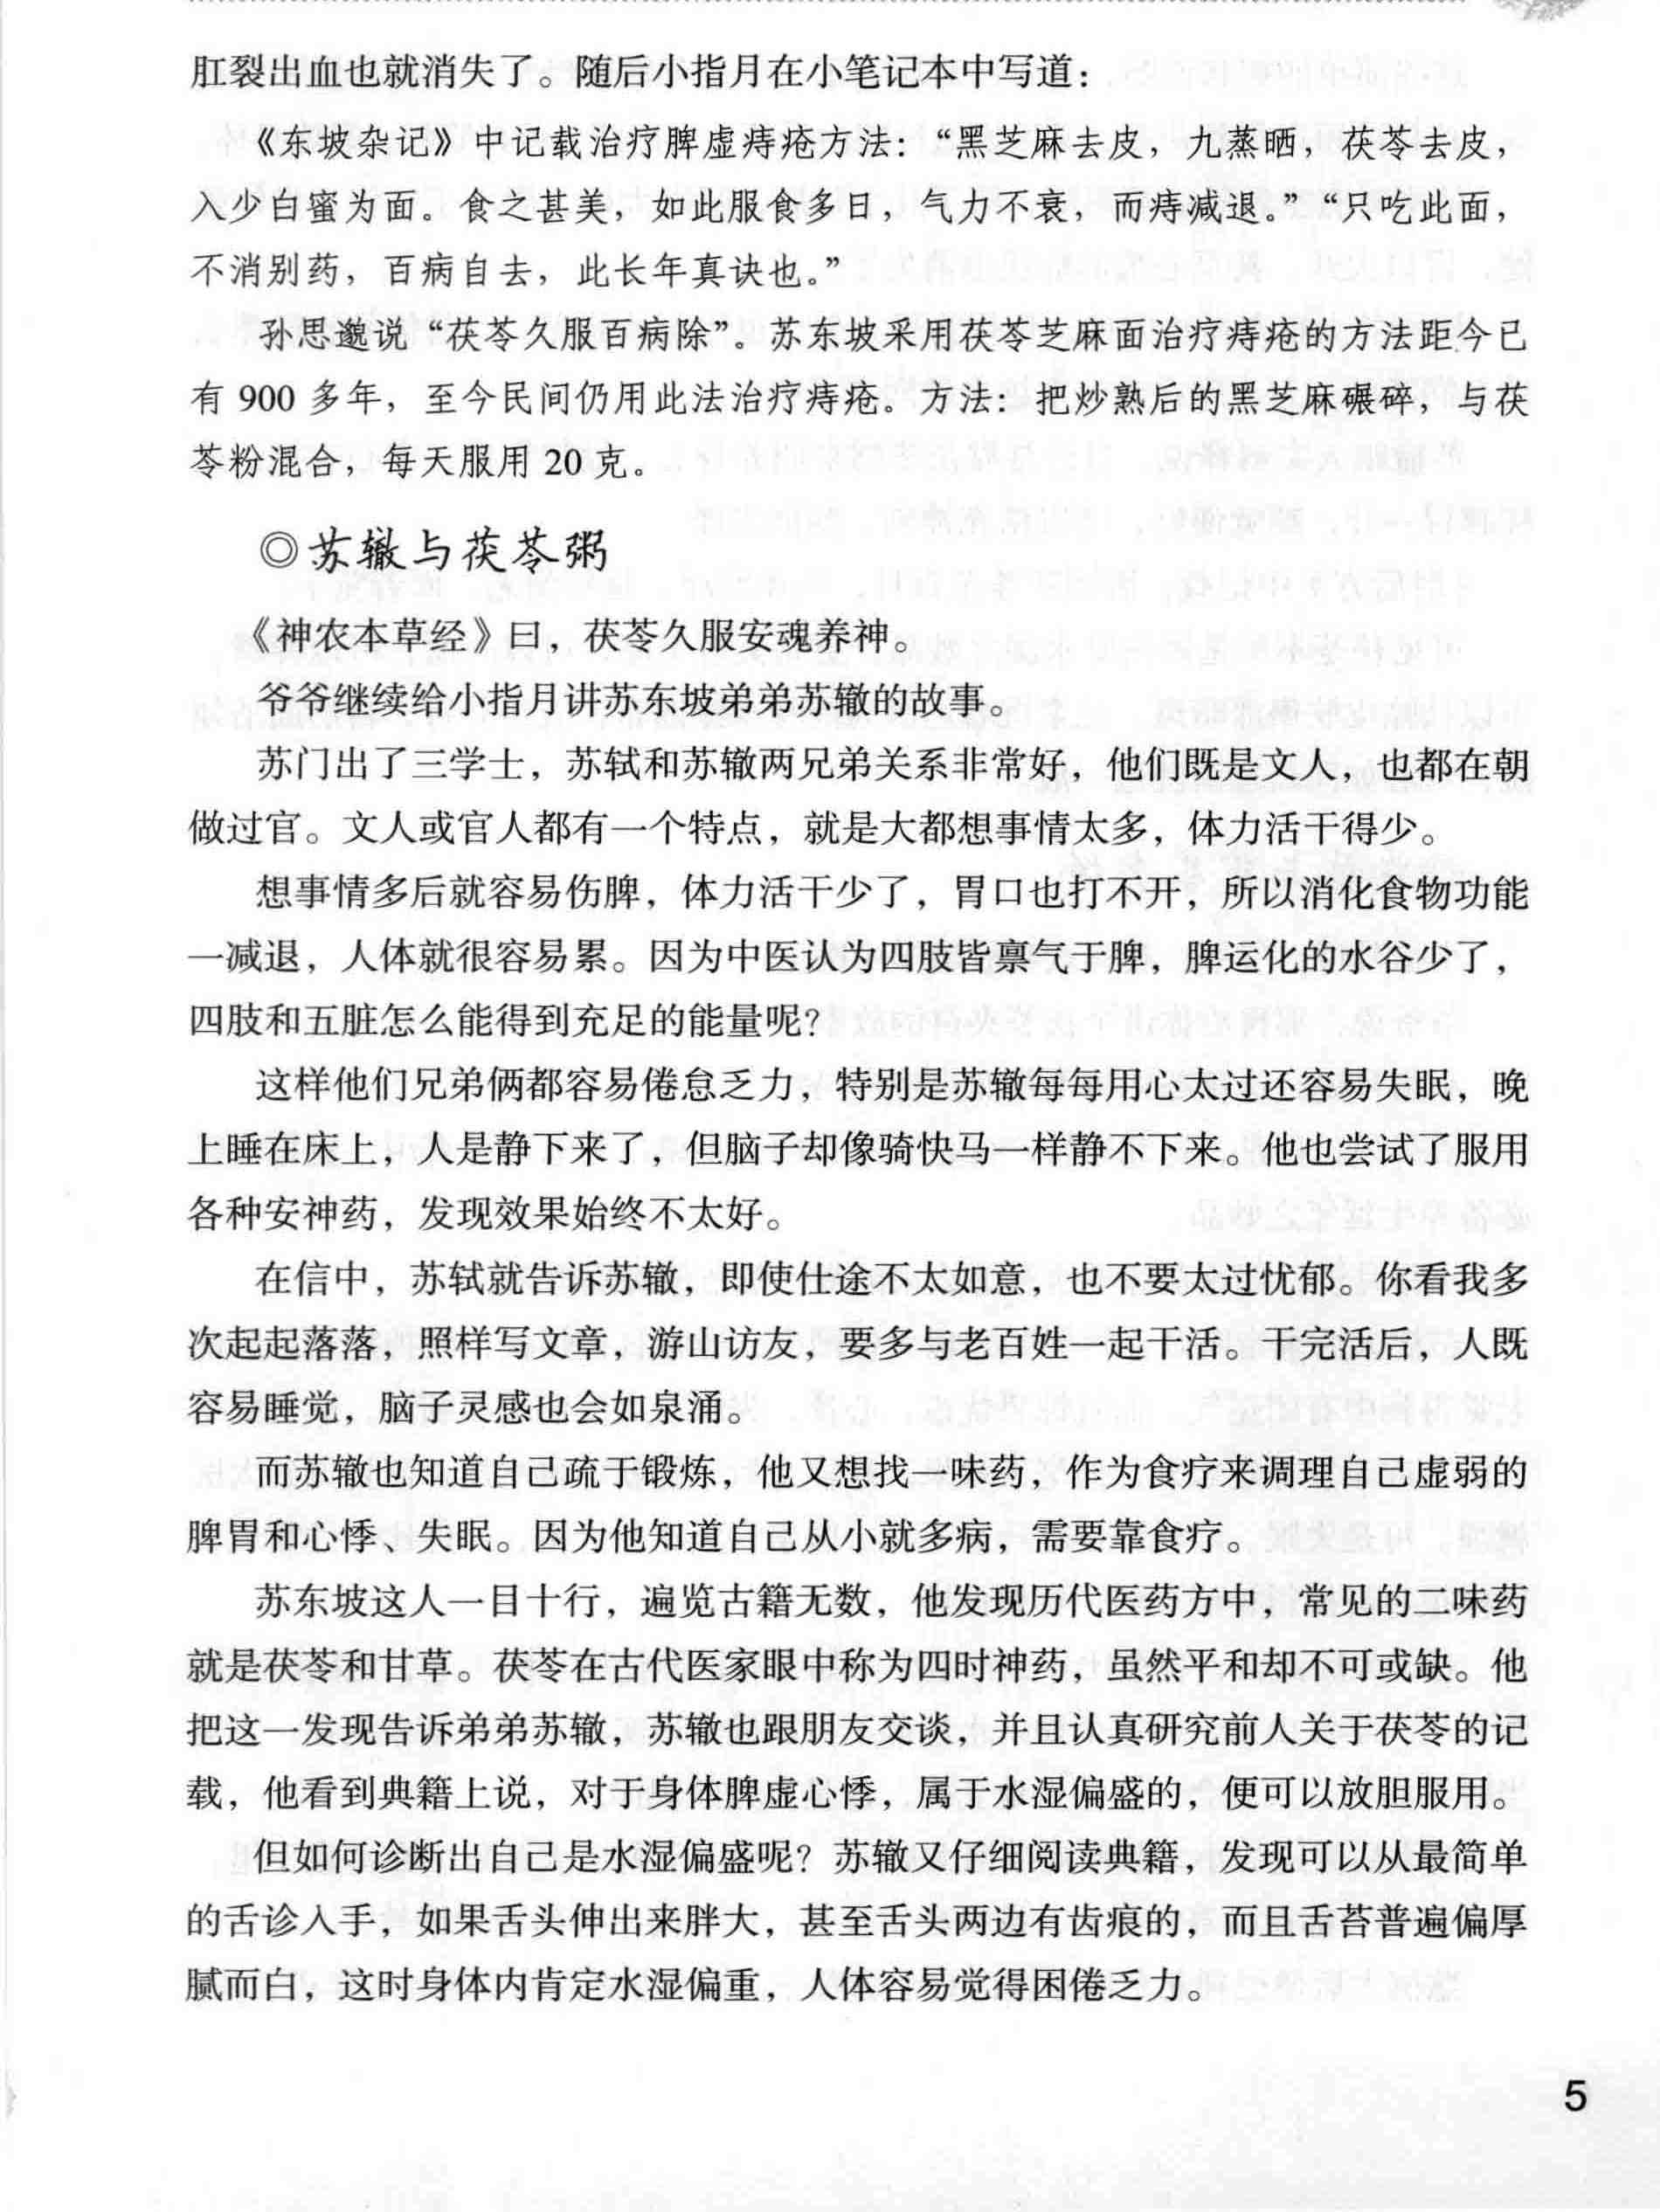 肛裂出血也就消失了。随后小指月在小笔记本中写道：
《东坡杂记》中记载治疗脾虚痔疮方法：“黑芝麻去皮，九蒸晒，茯苓去皮，
入少白蜜为面。食之甚美，如此服食多日，气力不衰，而痔减退。”“只吃此面，
不消别药，百病自去，此长年真诀也。”
孙思邈说“茯苓久服百病除”。苏东坡采用茯苓芝麻面治疗痔疮的方法距今已
有 900 多年，至今民间仍用此法治疗痔疮。方法：把炒熟后的黑芝麻碾碎，与茯
苓粉混合，每天服用 20 克。
◎苏辙与茯苓粥
《神农本草经》曰，茯苓久服安魂养神。
爷爷继续给小指月讲苏东坡弟弟苏辙的故事。
苏门出了三学士，苏轼和苏辙两兄弟关系非常好，他们既是文人，也都在朝
做过官。文人或官人都有一个特点，就是大都想事情太多，体力活干得少。
想事情多后就容易伤脾，体力活干少了，胃口也打不开，所以消化食物功能
一减退，人体就很容易累。因为中医认为四肢皆禀气于脾，脾运化的水谷少了，
四肢和五脏怎么能得到充足的能量呢？
这样他们兄弟俩都容易倦怠乏力，特别是苏辙每每用心太过还容易失眠，晚
上睡在床上，人是静下来了，但脑子却像骑快马一样静不下来。他也尝试了服用
各种安神药，发现效果始终不太好。
在信中，苏轼就告诉苏辙，即使仕途不太如意，也不要太过忧郁。你看我多
次起起落落，照样写文章，游山访友，要多与老百姓一起干活。干完活后，人既
容易睡觉，脑子灵感也会如泉涌。
而苏辙也知道自己疏于锻炼，他又想找一味药，作为食疗来调理自己虚弱的
脾胃和心悸、失眠。因为他知道自己从小就多病，需要靠食疗。
苏东坡这人一目十行，遍览古籍无数，他发现历代医药方中，常见的二味药
就是茯苓和甘草。茯苓在古代医家眼中称为四时神药，虽然平和却不可或缺。他
把这一发现告诉弟弟苏辙，苏辙也跟朋友交谈，并且认真研究前人关于茯苓的记
载，他看到典籍上说，对于身体脾虚心悸，属于水湿偏盛的，便可以放胆服用。
但如何诊断出自己是水湿偏盛呢？苏辙又仔细阅读典籍，发现可以从最简单
的舌诊入手，如果舌头伸出来胖大，甚至舌头两边有齿痕的，而且舌苔普遍偏厚
腻而白，这时身体内肯定水湿偏重，人体容易觉得困倦乏力。
5